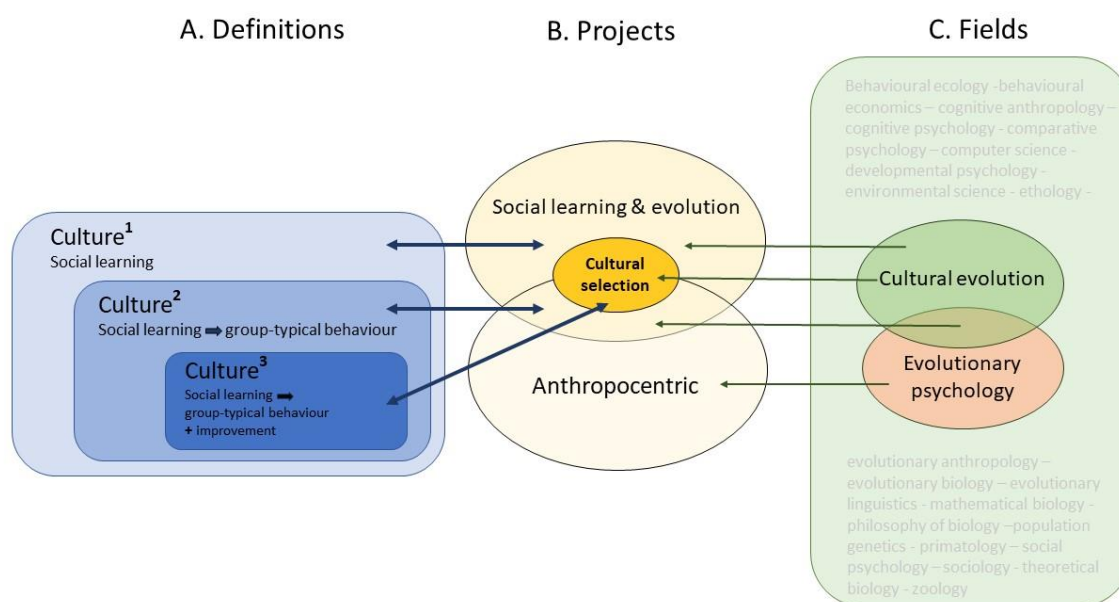 A. Definitions
B. Projects
C. Fields
Culture1
Social learning
Culture2
Social learning ➡ group-typical behaviour
Culture3
Social learning ➡
group-typical behaviour
+ improvement
Social learning & evolution
Cultural
selection
Anthropocentric
Behavioural ecology -behavioural
economics – cognitive anthropology –
cognitive psychology - comparative
psychology – computer science -
developmental psychology -
environmental science - ethology -
Cultural evolution
Evolutionary
psychology
evolutionary anthropology –
evolutionary biology – evolutionary
linguistics - mathematical biology -
philosophy of biology –population
genetics - primatology – social
psychology – sociology - theoretical
biology - zoology